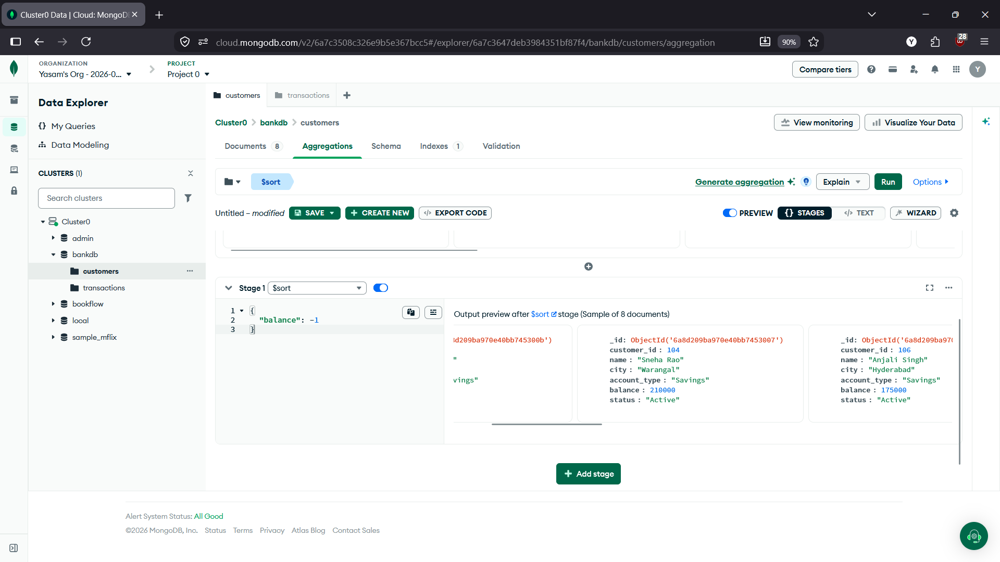 Cluster0 Data | Cloud: MongoDB
cloud.mongodb.com/v2/6a7c3508c326e9b5e367bcc5#/explorer/6a7c3647deb3984351bf87f4/bankdb/customers/aggregation
90%
Y
28
ORGANIZATION
Yasam's Org - 2026-0...
PROJECT
Project 0
Compare tiers
Y
Data Explorer
My Queries
Data Modeling
CLUSTERS (1)
Search clusters
Cluster0
admin
bankdb
customers
transactions
bookflow
local
sample_mflix
customers
transactions
Cluster0 > bankdb > customers
View monitoring
Visualize Your Data
Documents 8
Aggregations
Schema
Indexes 1
Validation
$sort
Generate aggregation
Explain
Run
Options
Untitled – modified
SAVE
+ CREATE NEW
</> EXPORT CODE
PREVIEW
{} STAGES
</> TEXT
WIZARD
Stage 1 $sort
1 {
2 "balance": -1
3 }
Output preview after $sort stage (Sample of 8 documents)
8d209ba970e40bb745300b')
"
vings"
_id: ObjectId('6a8d209ba970e40bb7453007')
customer_id : 104
name : "Sneha Rao"
city : "Warangal"
account_type : "Savings"
balance : 210000
status : "Active"
_id: ObjectId('6a8d209ba970
customer_id : 106
name : "Anjali Singh"
city : "Hyderabad"
account_type : "Savings"
balance : 175000
status : "Active"
+ Add stage
Alert System Status: All Good
©2026 MongoDB, Inc. Status Terms Privacy Atlas Blog Contact Sales